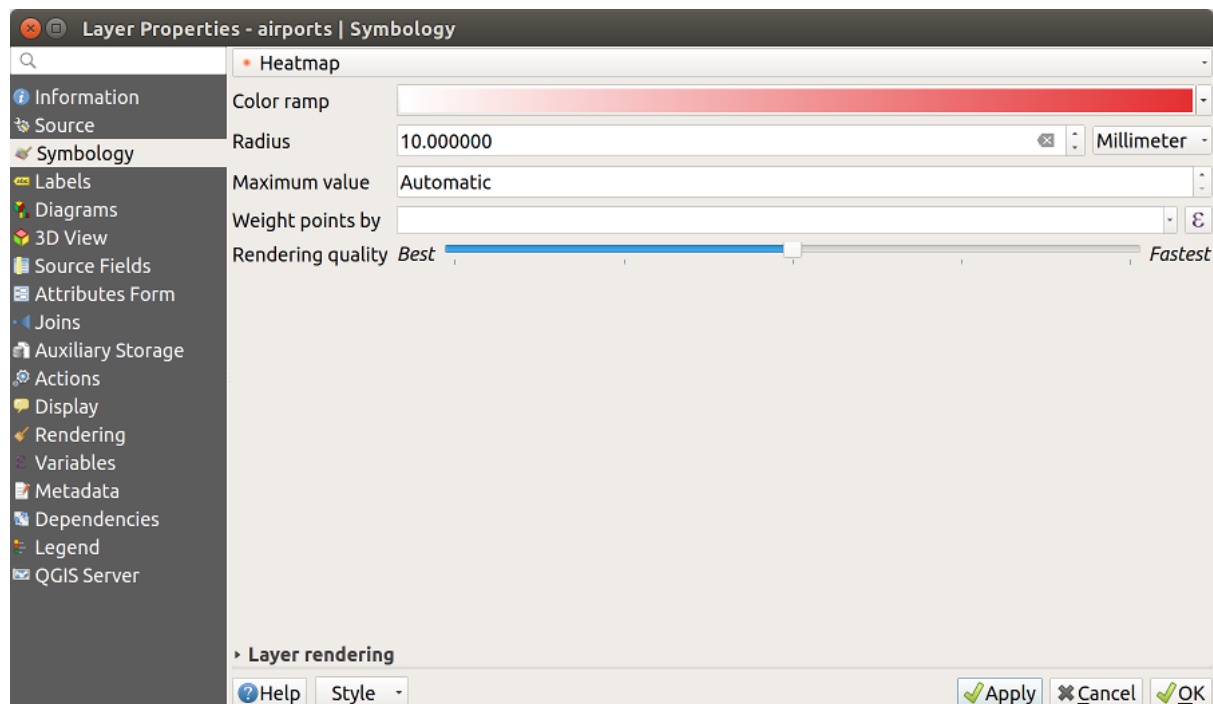 Layer Properties - airports | Symbology
Information
Source
Symbology
Labels
Diagrams
3D View
Source Fields
Attributes Form
Joins
Auxiliary Storage
Actions
Display
Rendering
Variables
Metadata
Dependencies
Legend
QGIS Server
Heatmap
Color ramp
Radius 10.000000 Millimeter
Maximum value Automatic
Weight points by ε
Rendering quality Best Fastest
Layer rendering
Help Style Apply Cancel OK